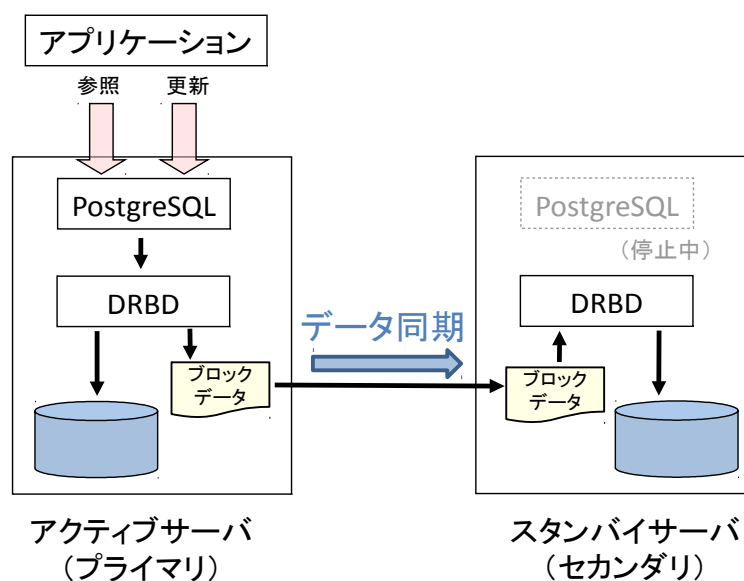 アプリケーション
参照 更新
PostgreSQL
DRBD
ブロック
データ
データ同期
PostgreSQL
（停止中）
DRBD
ブロック
データ
アクティブサーバ
（プライマリ）
スタンバイサーバ
（セカンダリ）